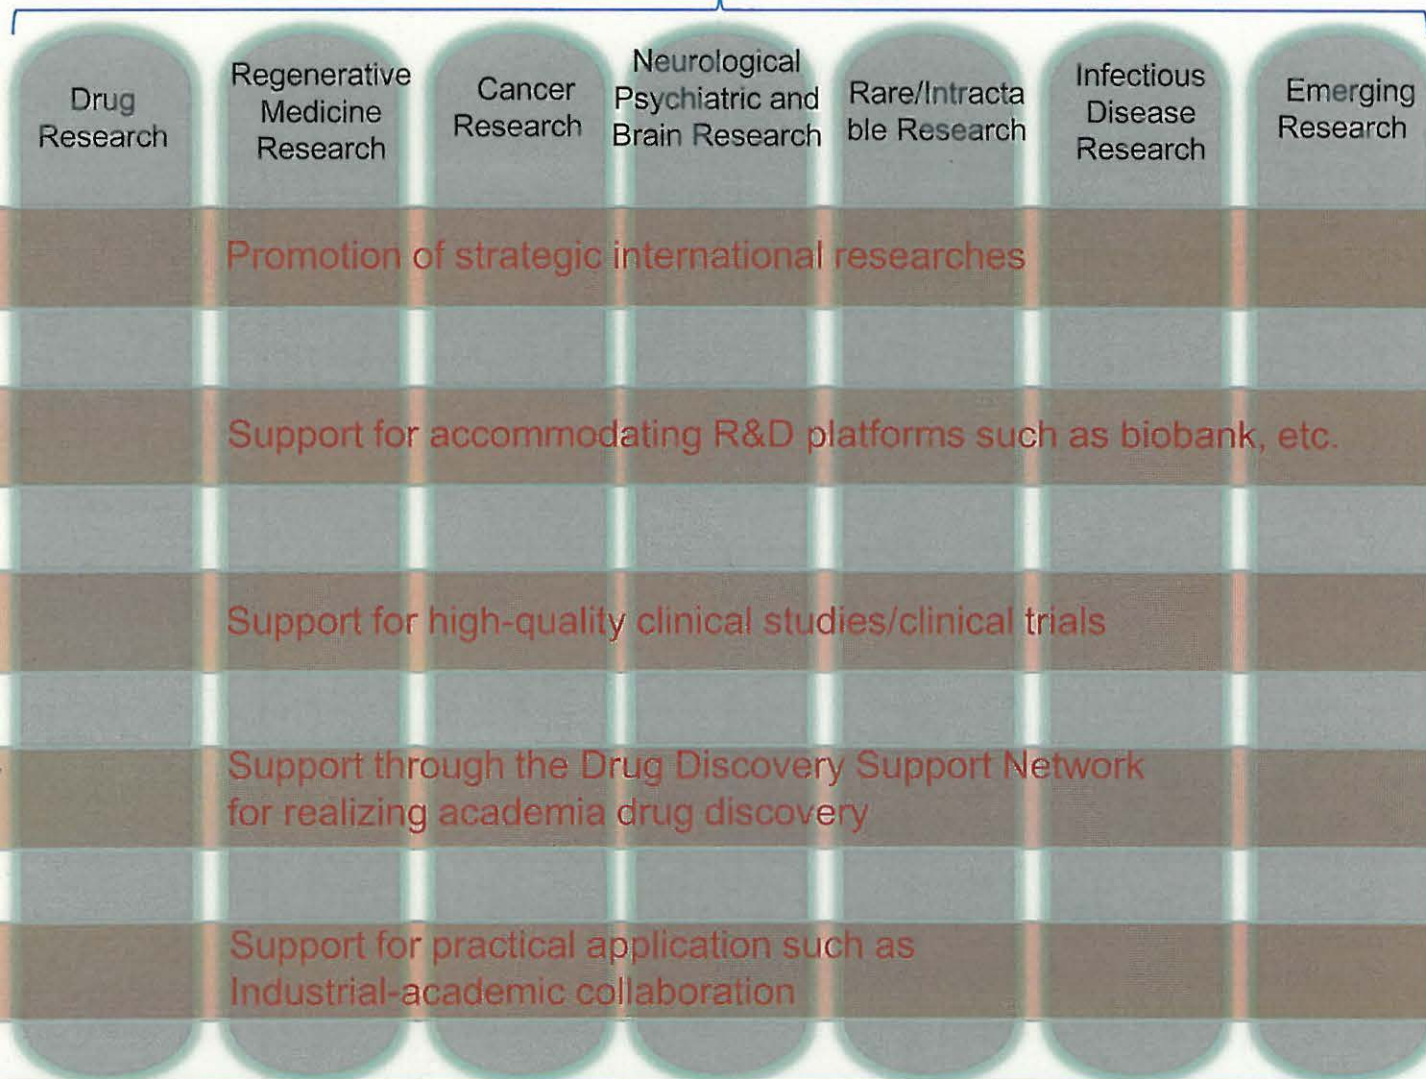 Drug
Research
Regenerative
Medicine
Research
Cancer
Research
Neurological
Psychiatric and
Brain Research
Rare/Intracta
ble Research
Infectious
Disease
Research
Emerging
Research
Promotion of strategic international researches
Support for accommodating R&D platforms such as biobank, etc.
Support for high-quality clinical studies/clinical trials
Support through the Drug Discovery Support Network
for realizing academia drug discovery
Support for practical application such as
Industrial-academic collaboration